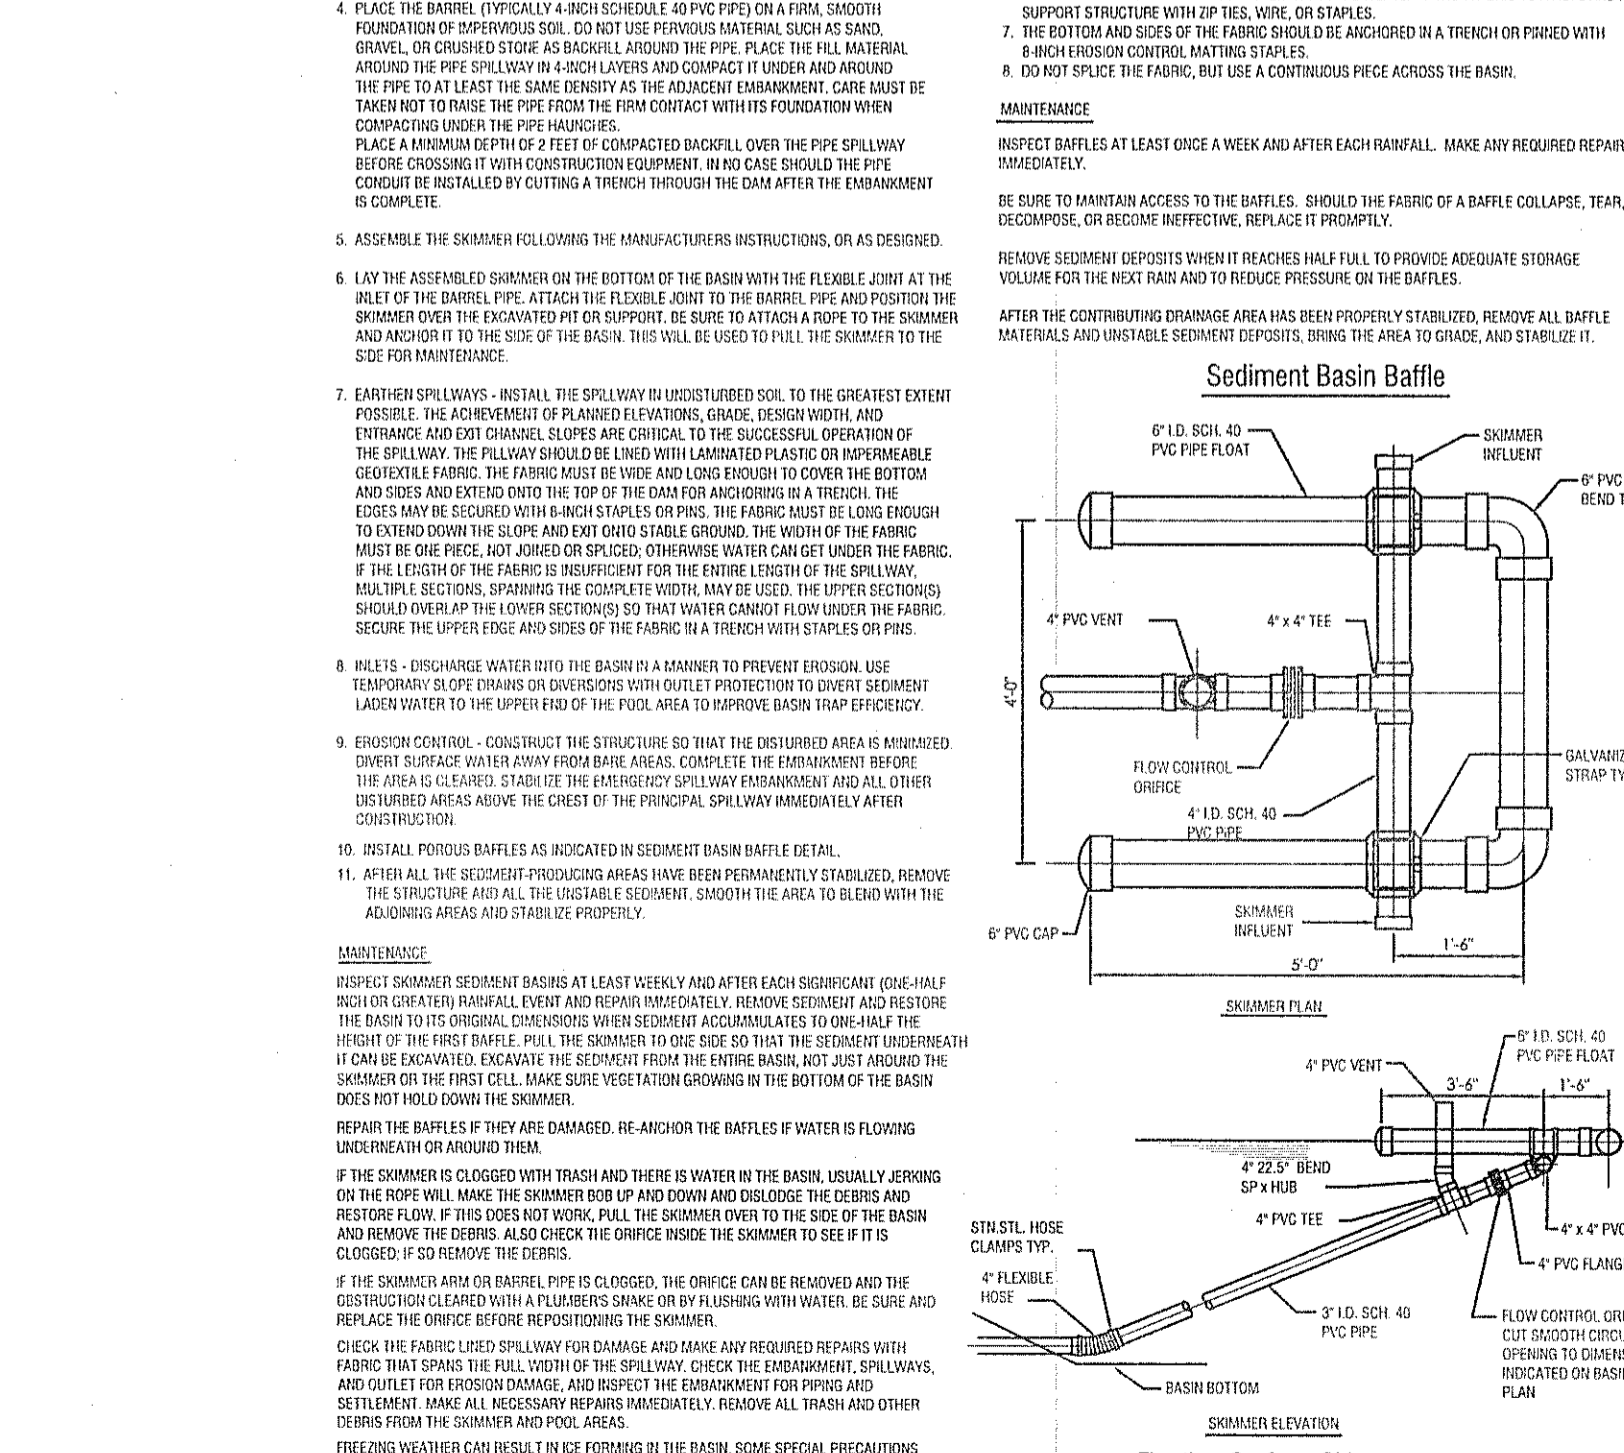 4. PLACE THE BARREL (TYPICALLY 4-INCH SCHEDULE 40 PVC PIPE) ON A FIRM, SMOOTH
FOUNDATION OF IMPERVIOUS SOIL. DO NOT USE PERVIOUS MATERIAL SUCH AS SAND,
GRAVEL, OR CRUSHED STONE AS BACKFILL AROUND THE PIPE. PLACE THE FILL MATERIAL
AROUND THE PIPE SPILLWAY IN 4-INCH LAYERS AND COMPACT IT UNDER AND AROUND
THE PIPE TO AT LEAST THE SAME DENSITY AS THE ADJACENT EMBANKMENT. CARE MUST BE
TAKEN NOT TO RAISE THE PIPE FROM THE FIRM CONTACT WITH ITS FOUNDATION WHEN
COMPACTING UNDER THE PIPE HAUNCHES.
PLACE A MINIMUM DEPTH OF 2 FEET OF COMPACTED BACKFILL OVER THE PIPE SPILLWAY
BEFORE CROSSING IT WITH CONSTRUCTION EQUIPMENT. IN NO CASE SHOULD THE PIPE
CONDUIT BE INSTALLED BY CUTTING A TRENCH THROUGH THE DAM AFTER THE EMBANKMENT
IS COMPLETE.
5. ASSEMBLE THE SKIMMER FOLLOWING THE MANUFACTURERS INSTRUCTIONS, OR AS DESIGNED.
6. LAY THE ASSEMBLED SKIMMER ON THE BOTTOM OF THE BASIN WITH THE FLEXIBLE JOINT AT THE
INLET OF THE BARREL PIPE. ATTACH THE FLEXIBLE JOINT TO THE BARREL PIPE AND POSITION THE
SKIMMER OVER THE EXCAVATED PIT OR SUPPORT. BE SURE TO ATTACH A ROPE TO THE SKIMMER
AND ANCHOR IT TO THE SIDE OF THE BASIN. THIS WILL BE USED TO PULL THE SKIMMER TO THE
SIDE FOR MAINTENANCE.
7. EARTHEN SPILLWAYS - INSTALL THE SPILLWAY IN UNDISTURBED SOIL TO THE GREATEST EXTENT
POSSIBLE. THE ACHIEVEMENT OF PLANNED ELEVATIONS, GRADE, DESIGN WIDTH, AND
ENTRANCE AND EXIT CHANNEL SLOPES ARE CRITICAL TO THE SUCCESSFUL OPERATION OF
THE SPILLWAY. THE PILLWAY SHOULD BE LINED WITH LAMINATED PLASTIC OR IMPERMEABLE
GEOTEXTILE FABRIC. THE FABRIC MUST BE WIDE AND LONG ENOUGH TO COVER THE BOTTOM
AND SIDES AND EXTEND ONTO THE TOP OF THE DAM FOR ANCHORING IN A TRENCH. THE
EDGES MAY BE SECURED WITH 8-INCH STAPLES OR PINS. THE FABRIC MUST BE LONG ENOUGH
TO EXTEND DOWN THE SLOPE AND EXIT ONTO STABLE GROUND. THE WIDTH OF THE FABRIC
MUST BE ONE PIECE, NOT JOINED OR SPLICED; OTHERWISE WATER CAN GET UNDER THE FABRIC.
IF THE LENGTH OF THE FABRIC IS INSUFFICIENT FOR THE ENTIRE LENGTH OF THE SPILLWAY,
MULTIPLE SECTIONS, SPANNING THE COMPLETE WIDTH, MAY BE USED. THE UPPER SECTION(S)
SHOULD OVERLAP THE LOWER SECTION(S) SO THAT WATER CANNOT FLOW UNDER THE FABRIC.
SECURE THE UPPER EDGE AND SIDES OF THE FABRIC IN A TRENCH WITH STAPLES OR PINS.
8. INLETS - DISCHARGE WATER INTO THE BASIN IN A MANNER TO PREVENT EROSION. USE
TEMPORARY SLOPE DRAINS OR DIVERSIONS WITH OUTLET PROTECTION TO DIVERT SEDIMENT
LADEN WATER TO THE UPPER END OF THE POOL AREA TO IMPROVE BASIN TRAP EFFICIENCY.
9. EROSION CONTROL - CONSTRUCT THE STRUCTURE SO THAT THE DISTURBED AREA IS MINIMIZED.
DIVERT SURFACE WATER AWAY FROM BARE AREAS. COMPLETE THE EMBANKMENT BEFORE
THE AREA IS CLEARED. STABILIZE THE EMERGENCY SPILLWAY EMBANKMENT AND ALL OTHER
DISTURBED AREAS ABOVE THE CREST OF THE PRINCIPAL SPILLWAY IMMEDIATELY AFTER
CONSTRUCTION.
10. INSTALL POROUS BAFFLES AS INDICATED IN SEDIMENT BASIN BAFFLE DETAIL.
11. AFTER ALL THE SEDIMENT-PRODUCING AREAS HAVE BEEN PERMANENTLY STABILIZED, REMOVE
THE STRUCTURE AND ALL THE UNSTABLE SEDIMENT. SMOOTH THE AREA TO BLEND WITH THE
ADJOINING AREAS AND STABILIZE PROPERLY.
MAINTENANCE
INSPECT SKIMMER SEDIMENT BASINS AT LEAST WEEKLY AND AFTER EACH SIGNIFICANT (ONE-HALF
INCH OR GREATER) RAINFALL EVENT AND REPAIR IMMEDIATELY. REMOVE SEDIMENT AND RESTORE
THE BASIN TO ITS ORIGINAL DIMENSIONS WHEN SEDIMENT ACCUMMULATES TO ONE-HALF THE
HEIGHT OF THE FIRST BAFFLE. PULL THE SKIMMER TO ONE SIDE SO THAT THE SEDIMENT UNDERNEATH
IT CAN BE EXCAVATED. EXCAVATE THE SEDIMENT FROM THE ENTIRE BASIN, NOT JUST AROUND THE
SKIMMER OR THE FIRST CELL. MAKE SURE VEGETATION GROWING IN THE BOTTOM OF THE BASIN
DOES NOT HOLD DOWN THE SKIMMER.
REPAIR THE BAFFLES IF THEY ARE DAMAGED. RE-ANCHOR THE BAFFLES IF WATER IS FLOWING
UNDERNEATH OR AROUND THEM.
IF THE SKIMMER IS CLOGGED WITH TRASH AND THERE IS WATER IN THE BASIN, USUALLY JERKING
ON THE ROPE WILL MAKE THE SKIMMER BOB UP AND DOWN AND DISLODGE THE DEBRIS AND
RESTORE FLOW. IF THIS DOES NOT WORK, PULL THE SKIMMER OVER TO THE SIDE OF THE BASIN
AND REMOVE THE DEBRIS. ALSO CHECK THE ORIFICE INSIDE THE SKIMMER TO SEE IF IT IS
CLOGGED; IF SO REMOVE THE DEBRIS.
IF THE SKIMMER ARM OR BARREL PIPE IS CLOGGED, THE ORIFICE CAN BE REMOVED AND THE
OBSTRUCTION CLEARED WITH A PLUMBER'S SNAKE OR BY FLUSHING WITH WATER. BE SURE AND
REPLACE THE ORIFICE BEFORE REPOSITIONING THE SKIMMER.
CHECK THE FABRIC LINED SPILLWAY FOR DAMAGE AND MAKE ANY REQUIRED REPAIRS WITH
FABRIC THAT SPANS THE FULL WIDTH OF THE SPILLWAY. CHECK THE EMBANKMENT, SPILLWAYS,
AND OUTLET FOR EROSION DAMAGE, AND INSPECT THE EMBANKMENT FOR PIPING AND
SETTLEMENT. MAKE ALL NECESSARY REPAIRS IMMEDIATELY. REMOVE ALL TRASH AND OTHER
DEBRIS FROM THE SKIMMER AND POOL AREAS.
FREEZING WEATHER CAN RESULT IN ICE FORMING IN THE BASIN. SOME SPECIAL PRECAUTIONS
SUPPORT STRUCTURE WITH ZIP TIES, WIRE, OR STAPLES.
7. THE BOTTOM AND SIDES OF THE FABRIC SHOULD BE ANCHORED IN A TRENCH OR PINNED WITH
8-INCH EROSION CONTROL MATTING STAPLES.
8. DO NOT SPLICE THE FABRIC, BUT USE A CONTINUOUS PIECE ACROSS THE BASIN.
MAINTENANCE
INSPECT BAFFLES AT LEAST ONCE A WEEK AND AFTER EACH RAINFALL. MAKE ANY REQUIRED REPAIR
IMMEDIATELY.
BE SURE TO MAINTAIN ACCESS TO THE BAFFLES. SHOULD THE FABRIC OF A BAFFLE COLLAPSE, TEAR,
DECOMPOSE, OR BECOME INEFFECTIVE, REPLACE IT PROMPTLY.
REMOVE SEDIMENT DEPOSITS WHEN IT REACHES HALF FULL TO PROVIDE ADEQUATE STORAGE
VOLUME FOR THE NEXT RAIN AND TO REDUCE PRESSURE ON THE BAFFLES.
AFTER THE CONTRIBUTING DRAINAGE AREA HAS BEEN PROPERLY STABILIZED, REMOVE ALL BAFFLE
MATERIALS AND UNSTABLE SEDIMENT DEPOSITS, BRING THE AREA TO GRADE, AND STABILIZE IT.
Sediment Basin Baffle
6" I.D. SCH. 40
PVC PIPE FLOAT
SKIMMER
INFLUENT
6" PVC
BEND T
4" PVC VENT
4" x 4" TEE
4'-0"
FLOW CONTROL
ORIFICE
GALVANIZ
STRAP TY
4" I.D. SCH. 40
PVC PIPE
SKIMMER
INFLUENT
6" PVC CAP
1'-6"
5'-0"
SKIMMER PLAN
6" I.D. SCH. 40
PVC PIPE FLOAT
4" PVC VENT
3'-6"
1'-6"
4" 22.5° BEND
SP x HUB
4" PVC TEE
STN.STL. HOSE
CLAMPS TYP.
4" x 4" PVC
4" PVC FLANG
4" FLEXIBLE
HOSE
3" I.D. SCH. 40
PVC PIPE
FLOW CONTROL ORI
CUT SMOOTH CIRCU
OPENING TO DIMENS
INDICATED ON BASI
PLAN
BASIN BOTTOM
SKIMMER ELEVATION